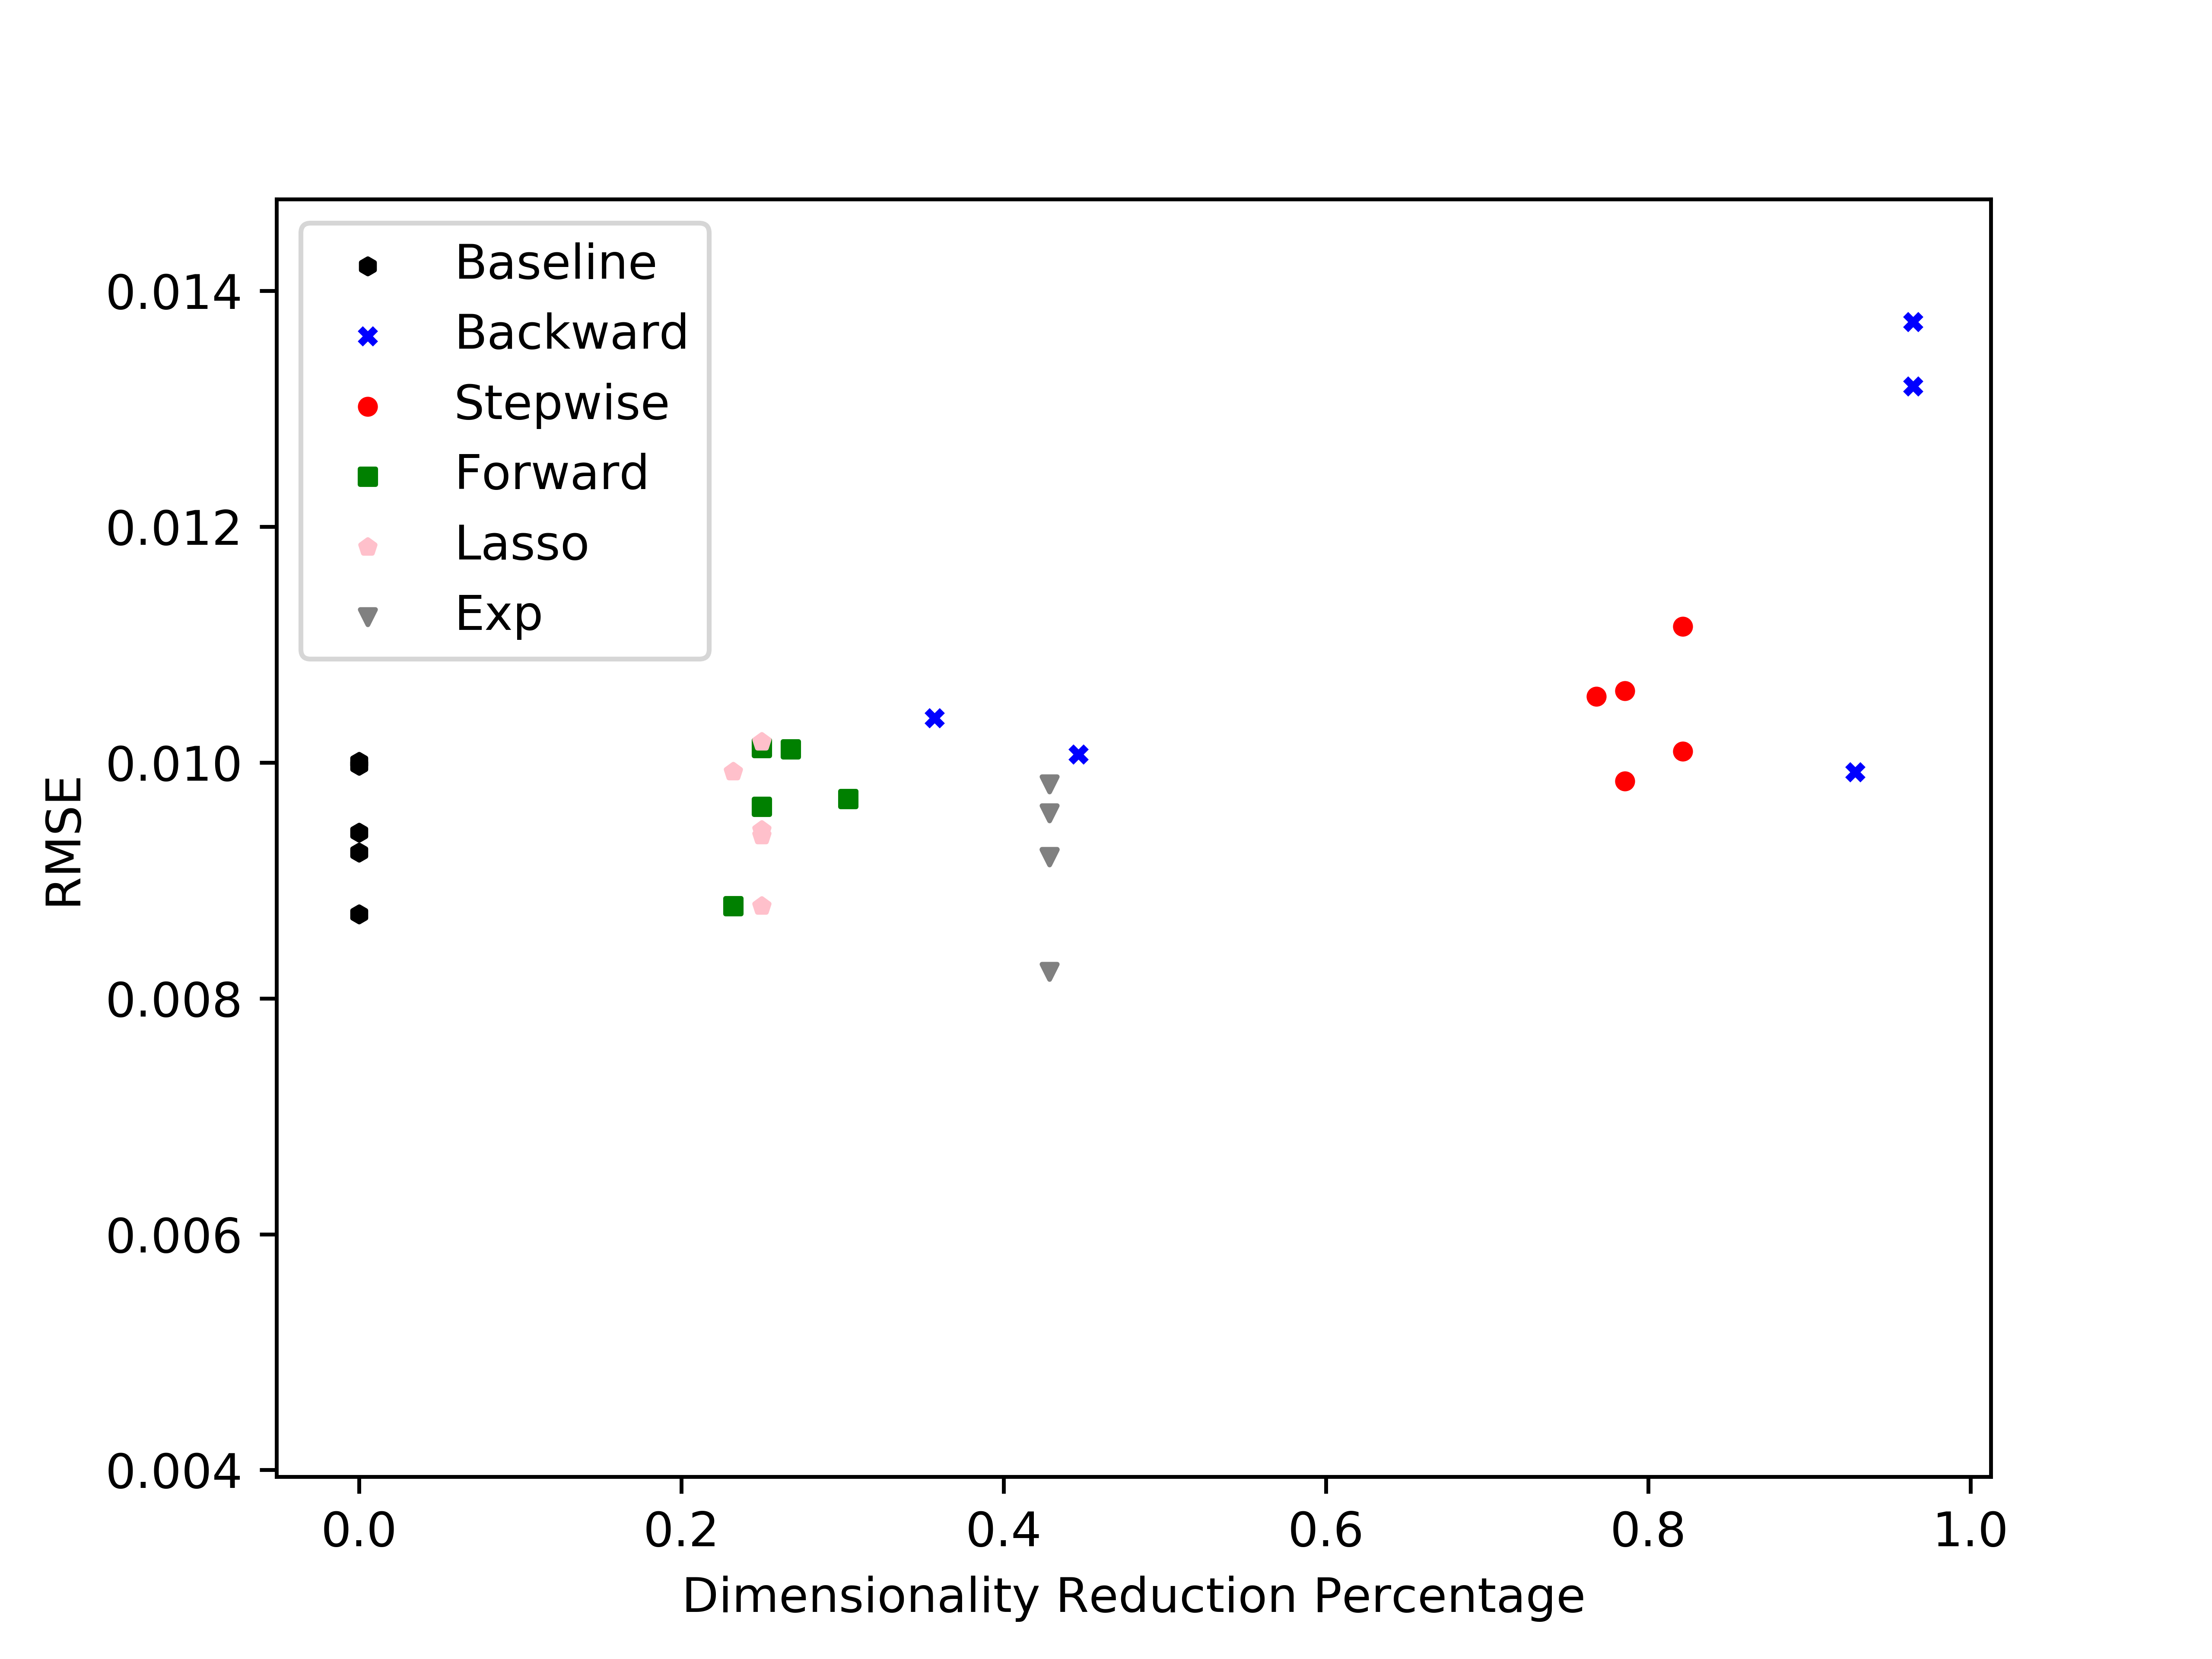 Baseline
Backward
Stepwise
Forward
Lasso
Exp
0.014
0.012
0.010
0.008
0.006
0.004
RMSE
0.0 0.2 0.4 0.6 0.8 1.0
Dimensionality Reduction Percentage